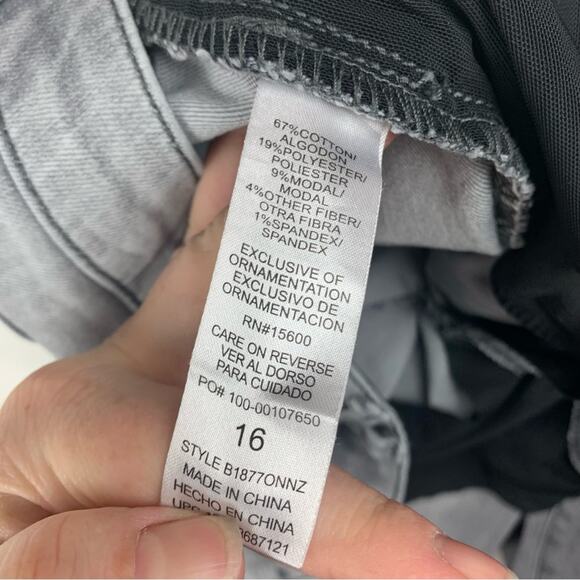 67%COTTON/
ALGODON
19%POLYESTER/
POLIESTER
9%MODAL/
MODAL
4%OTHER FIBER/
OTRA FIBRA
1%SPANDEX/
SPANDEX
EXCLUSIVE OF
ORNAMENTATION
EXCLUSIVO DE
ORNAMENTACION
RN#15600
CARE ON REVERSE
VER AL DORSO
PARA CUIDADO
PO# 100-00107650
16
STYLE B1877ONNZ
MADE IN CHINA
HECHO EN CHINA